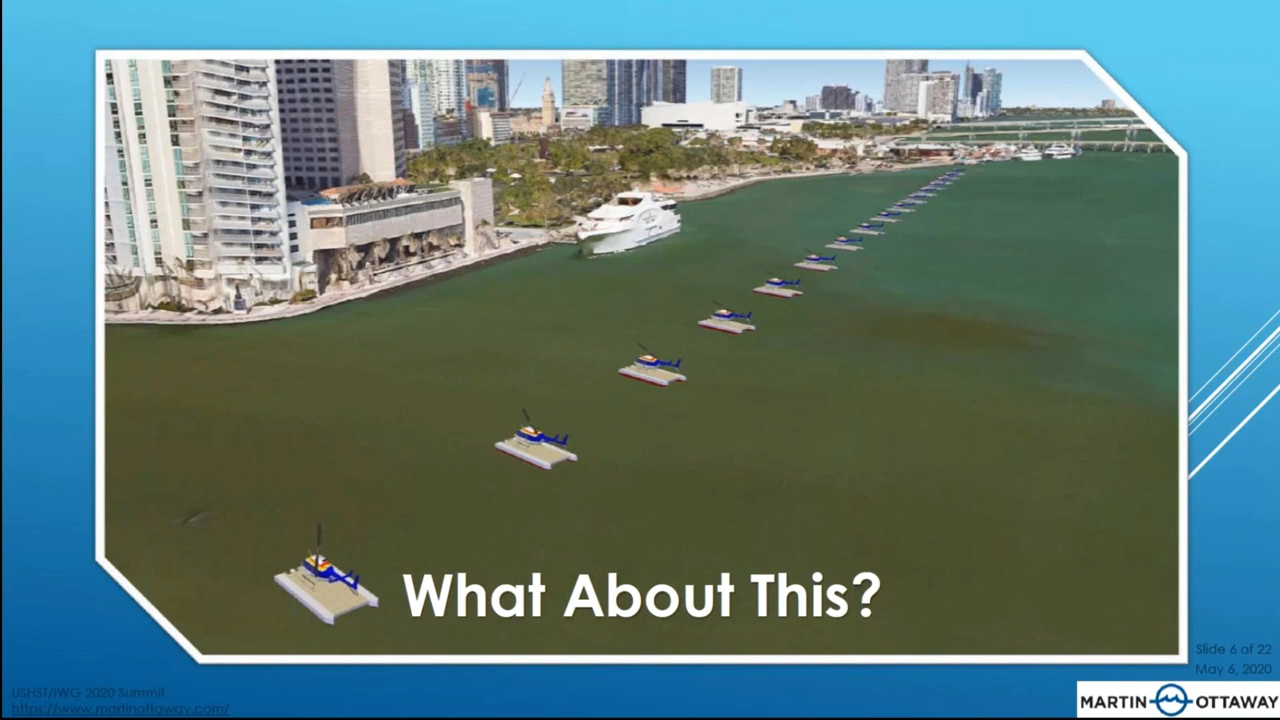 What About This?
Slide 6 of 22
May 6, 2020
USHST/IWG 2020 Summit
https://www.martinottaway.com/
MARTIN OTTAWAY